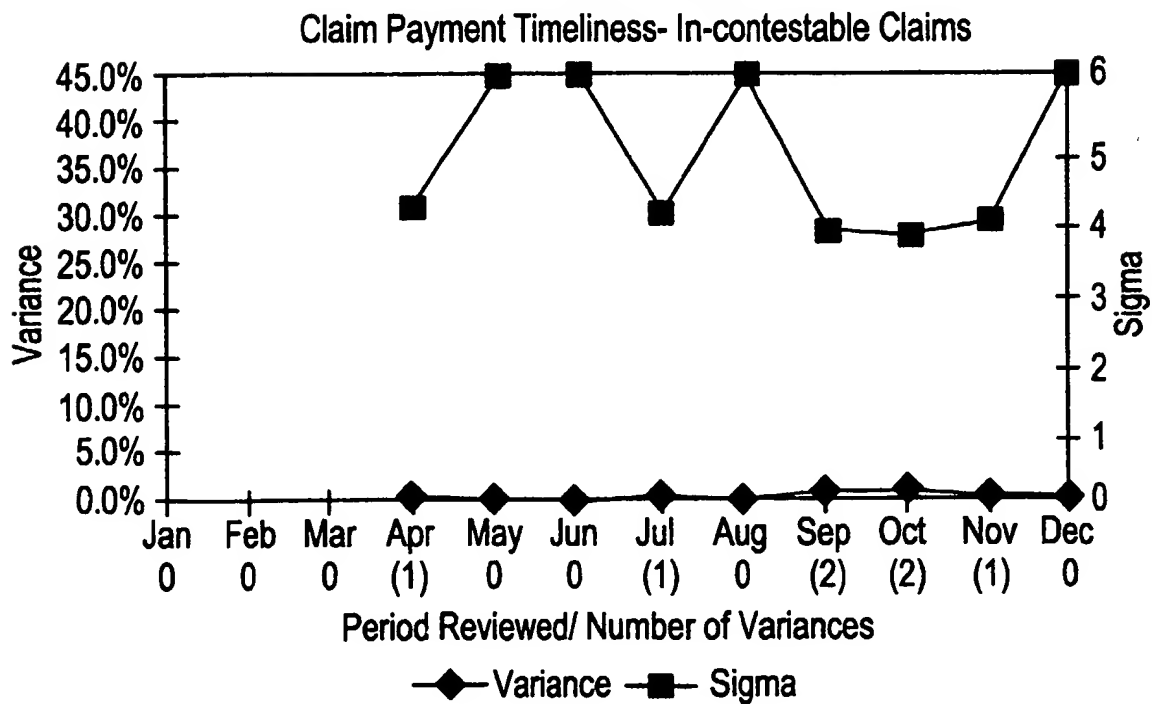 Claim Payment Timeliness- In-contestable Claims
45.0%
40.0%
35.0%
30.0%
25.0%
20.0%
15.0%
10.0%
5.0%
0.0%
Variance
6
5
4
3
2
1
0
Sigma
Jan Feb Mar Apr May Jun Jul Aug Sep Oct Nov Dec
0 0 0 (1) 0 0 (1) 0 (2) (2) (1) 0
Period Reviewed/ Number of Variances
Variance Sigma